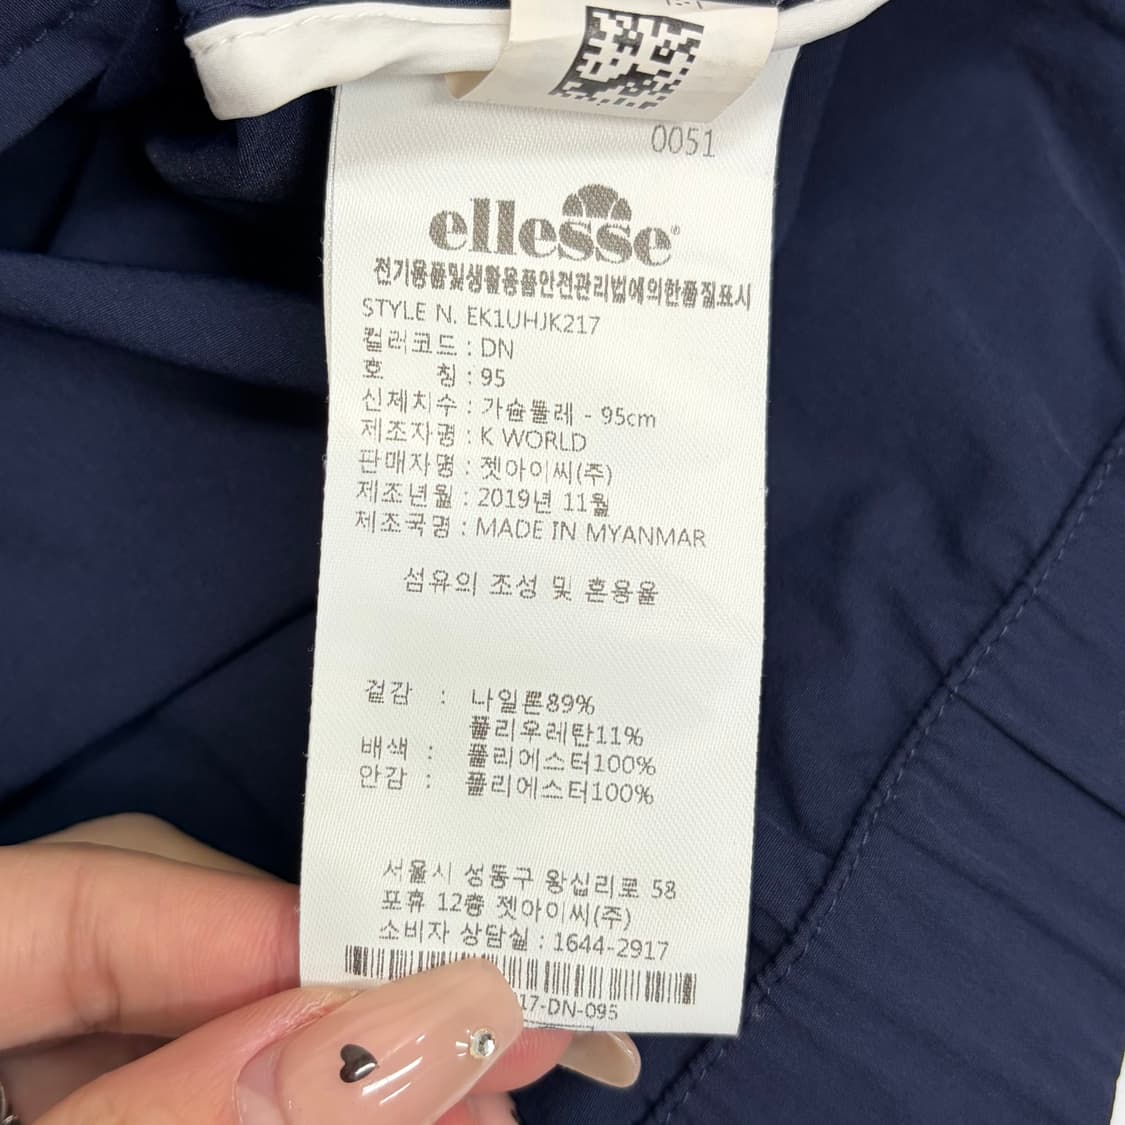 0051
ellesse
전기용품및생활용품안전관리법에의한품질표시
STYLE N. EK1UHJK217
컬러코드 : DN
호 칭 : 95
신체치수 : 가슴둘레 - 95cm
제조자명 : K WORLD
판매자명 : 젯아이씨(주)
제조년월 : 2019년 11월
제조국명 : MADE IN MYANMAR
섬유의 조성 및 혼용율
겉감 : 나일론89%
폴리우레탄11%
배색 : 폴리에스터100%
안감 : 폴리에스터100%
서울시 성동구 왕십리로 58
포휴 12층 젯아이씨(주)
소비자 상담실 : 1644-2917
17-DN-095